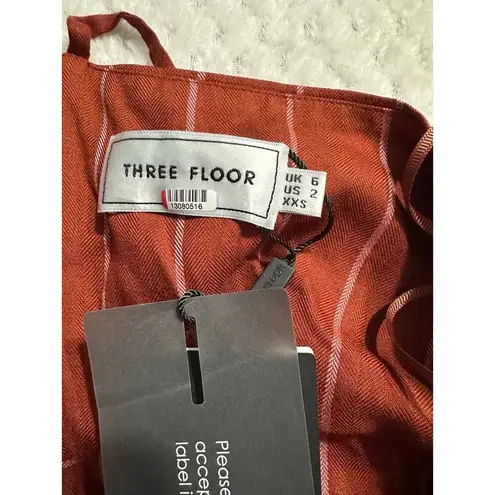 THREE FLOOR
13080516
UK 6
US 2
XXS
Please
accep
label i